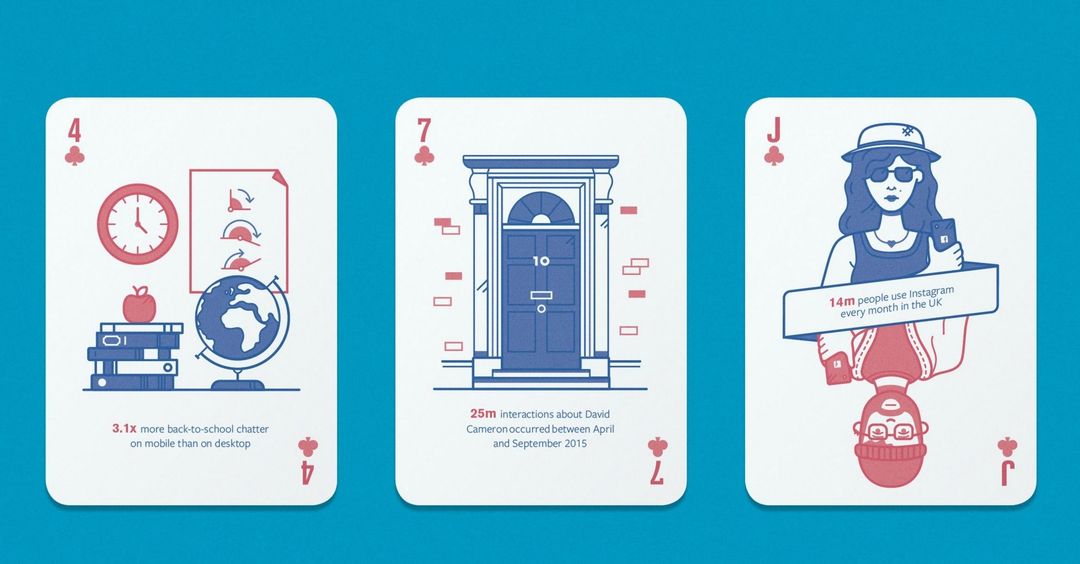 4
3.1x more back-to-school chatter
on mobile than on desktop
4
7
10
25m interactions about David
Cameron occurred between April
and September 2015
7
J
f
14m people use Instagram
every month in the UK
f
J